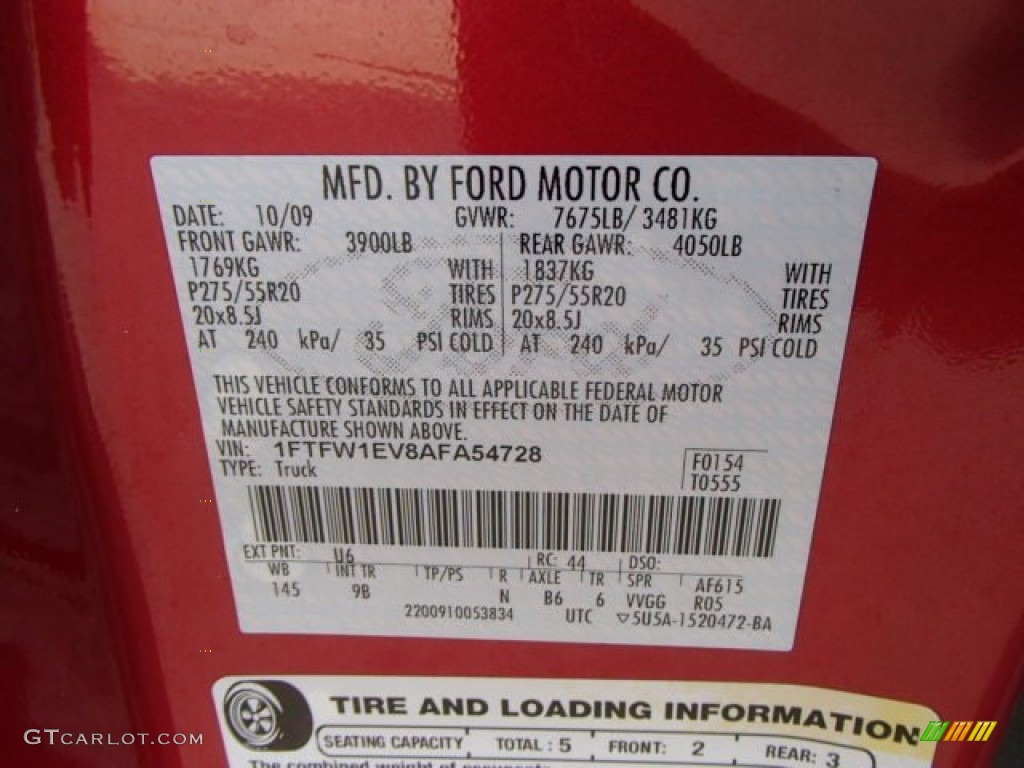 MFD. BY FORD MOTOR CO.
DATE: 10/09 GVWR: 7675LB/ 3481KG
FRONT GAWR: 3900LB REAR GAWR: 4050LB
1769KG WITH 1837KG WITH
P275/55R20 TIRES P275/55R20 TIRES
20x8.5J RIMS 20x8.5J RIMS
AT 240 kPa/ 35 PSI COLD AT 240 kPa/ 35 PSI COLD
THIS VEHICLE CONFORMS TO ALL APPLICABLE FEDERAL MOTOR
VEHICLE SAFETY STANDARDS IN EFFECT ON THE DATE OF
MANUFACTURE SHOWN ABOVE.
VIN: 1FTFW1EV8AFA54728 F0154
TYPE: Truck T0555
EXT PNT: U6 RC: 44 DSO:
WB INT TR TP/PS R AXLE TR SPR AF615
145 9B N B6 6 VVGG R05
2200910053834 UTC ▽5U5A-1520472-BA
TIRE AND LOADING INFORMATION
SEATING CAPACITY TOTAL : 5 FRONT: 2 REAR: 3
The combined weight of occupants
GTCARLOT.COM